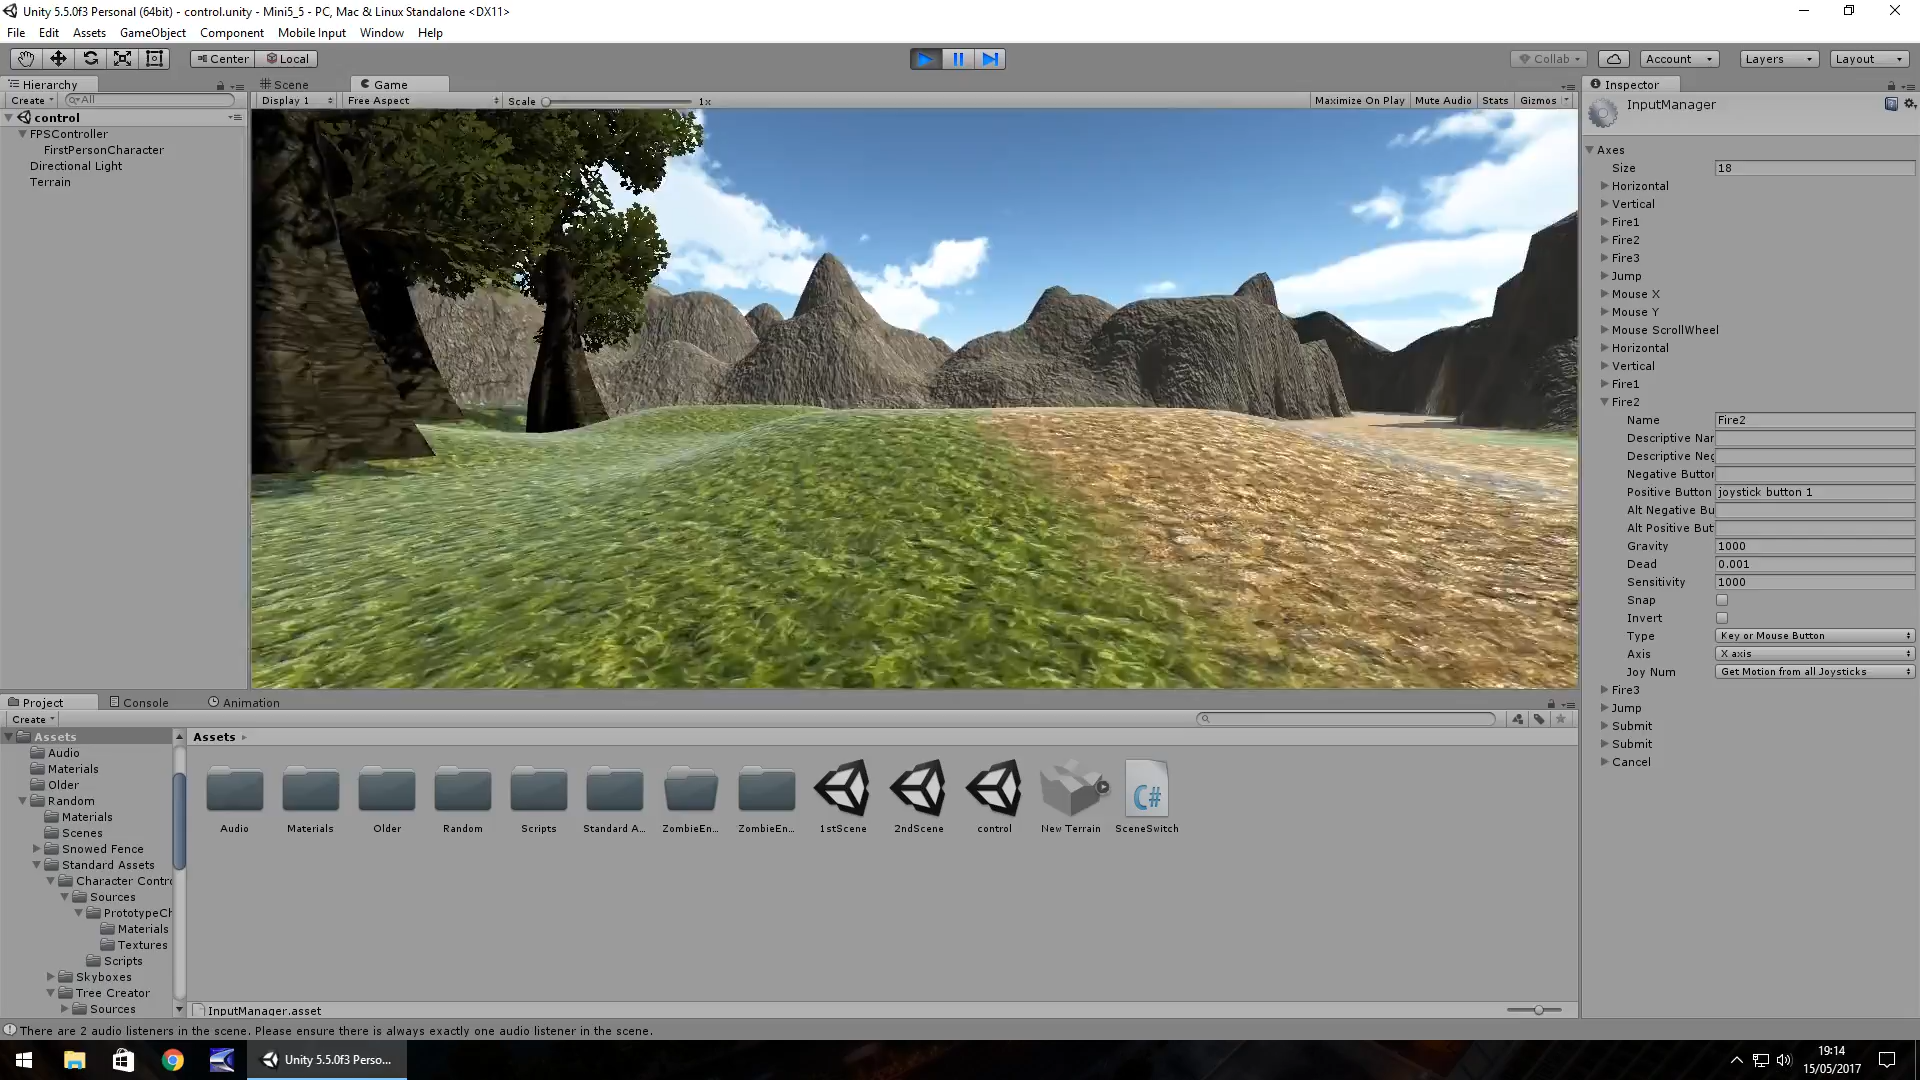 Unity 5.5.0f3 Personal (64bit) - control.unity - Mini5_5 - PC, Mac & Linux Standalone <DX11>
File Edit Assets GameObject Component Mobile Input Window Help
Center Local Collab Account Layers Layout
Hierarchy
Create All
control
FPSController
FirstPersonCharacter
Directional Light
Terrain
Scene Game
Display 1 Free Aspect Scale 1x Maximize On Play Mute Audio Stats Gizmos
Inspector
InputManager
Axes
Size 18
Horizontal
Vertical
Fire1
Fire2
Fire3
Jump
Mouse X
Mouse Y
Mouse ScrollWheel
Horizontal
Vertical
Fire1
Fire2
Name Fire2
Descriptive Nar
Descriptive Neg
Negative Button
Positive Button joystick button 1
Alt Negative Bu
Alt Positive But
Gravity 1000
Dead 0.001
Sensitivity 1000
Snap
Invert
Type Key or Mouse Button
Axis X axis
Joy Num Get Motion from all Joysticks
Fire3
Jump
Submit
Submit
Cancel
Project Console Animation
Create
Assets
Audio
Materials
Older
Random
Materials
Scenes
Snowed Fence
Standard Assets
Character Contro
Sources
PrototypeCh
Materials
Textures
Scripts
Skyboxes
Tree Creator
Sources
Assets
Audio Materials Older Random Scripts Standard A... ZombieEn... ZombieEn... 1stScene 2ndScene control New Terrain SceneSwitch
C#
InputManager.asset
There are 2 audio listeners in the scene. Please ensure there is always exactly one audio listener in the scene.
Unity 5.5.0f3 Perso...
19:14
15/05/2017